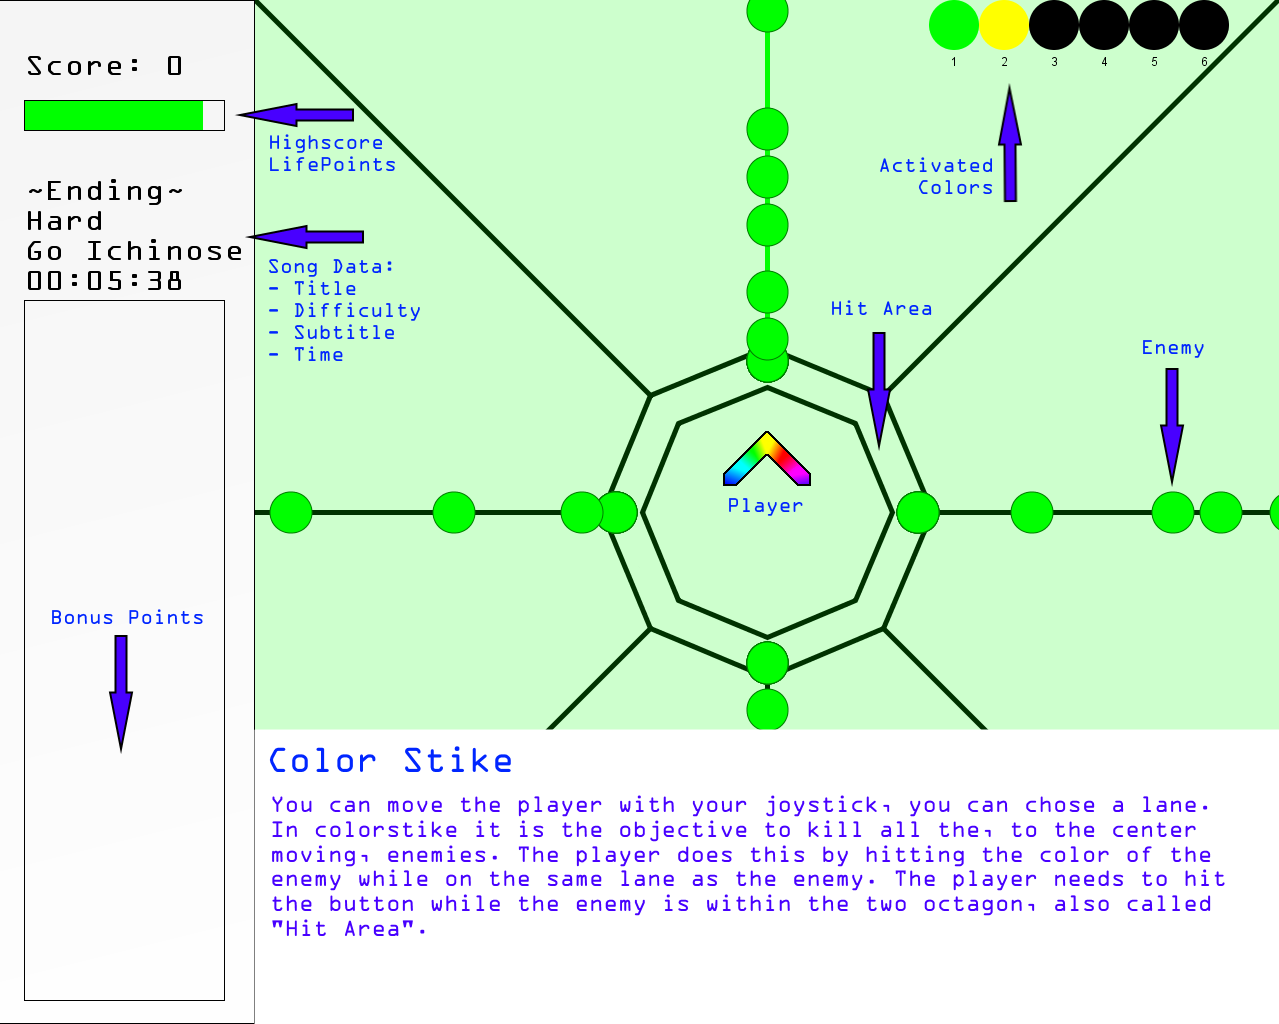 Score: 0
Highscore
LifePoints
~Ending~
Hard
Go Ichinose
00:05:38
Song Data:
- Title
- Difficulty
- Subtitle
- Time
Bonus Points
1 2 3 4 5 6
Activated
Colors
Hit Area
Enemy
Player
Color Stike
You can move the player with your joystick, you can chose a lane.
In colorstike it is the objective to kill all the, to the center
moving, enemies. The player does this by hitting the color of the
enemy while on the same lane as the enemy. The player needs to hit
the button while the enemy is within the two octagon, also called
"Hit Area".